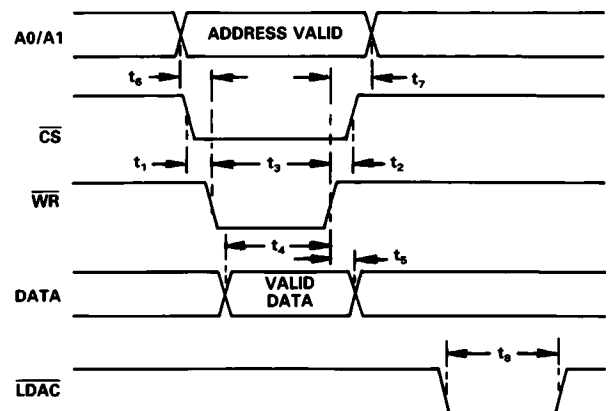 A0/A1
ADDRESS VALID
t6
t7
CS
t1
t3
t2
WR
t4
t5
DATA
VALID
DATA
t8
LDAC